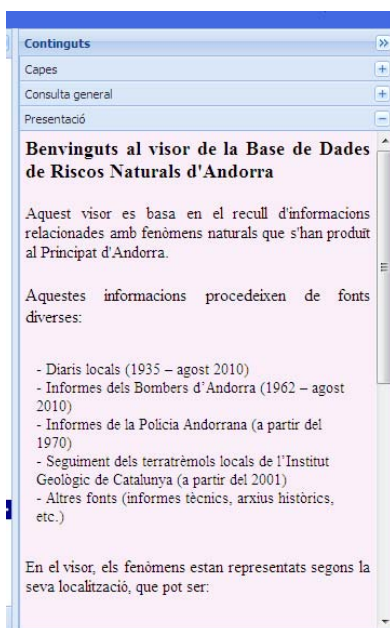 Continguts
Capes
Consulta general
Presentació
Benvinguts al visor de la Base de Dades
de Riscos Naturals d'Andorra
Aquest visor es basa en el recull d'informacions
relacionades amb fenòmens naturals que s'han produït
al Principat d'Andorra.
Aquestes informacions procedeixen de fonts
diverses:
- Diaris locals (1935 – agost 2010)
- Informes dels Bombers d’Andorra (1962 – agost
2010)
- Informes de la Policia Andorrana (a partir del
1970)
- Seguiment dels terratrèmols locals de l’Institut
Geològic de Catalunya (a partir del 2001)
- Altres fonts (informes tècnics, arxius històrics,
etc.)
En el visor, els fenòmens estan representats segons la
seva localització, que pot ser: